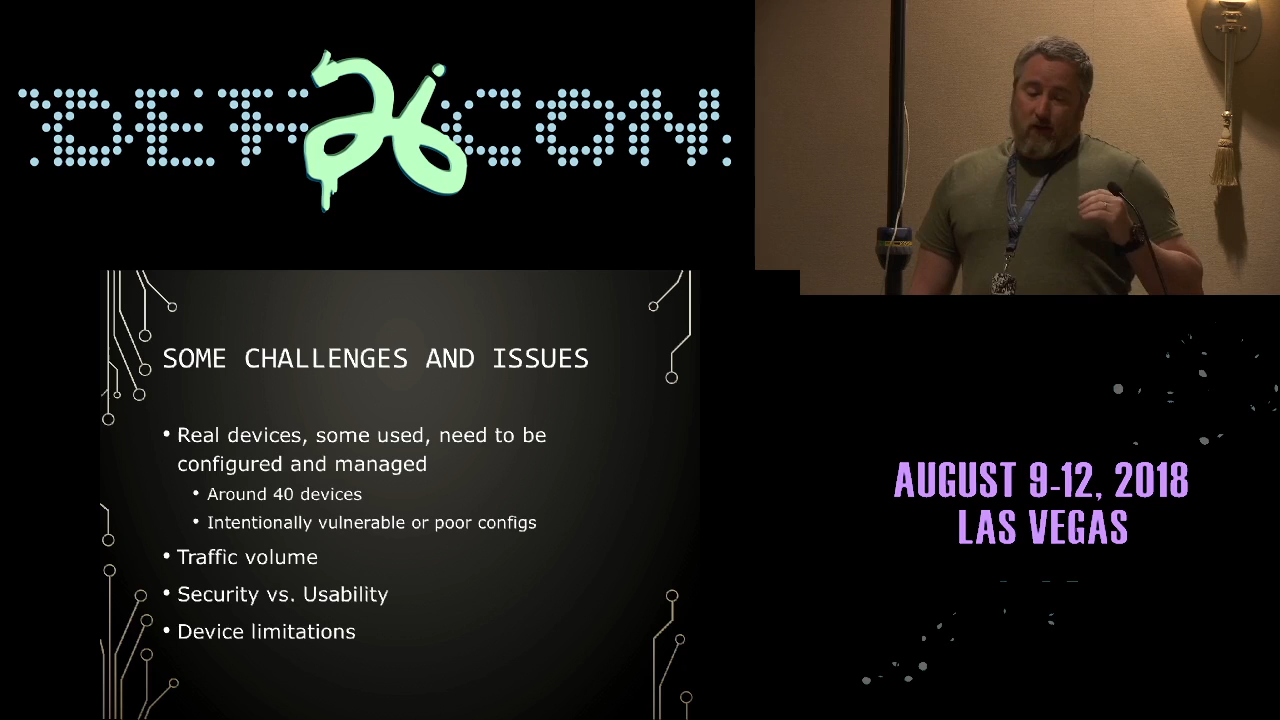 DEF CON
26
SOME CHALLENGES AND ISSUES
• Real devices, some used, need to be
configured and managed
• Around 40 devices
• Intentionally vulnerable or poor configs
• Traffic volume
• Security vs. Usability
• Device limitations
AUGUST 9-12, 2018
LAS VEGAS